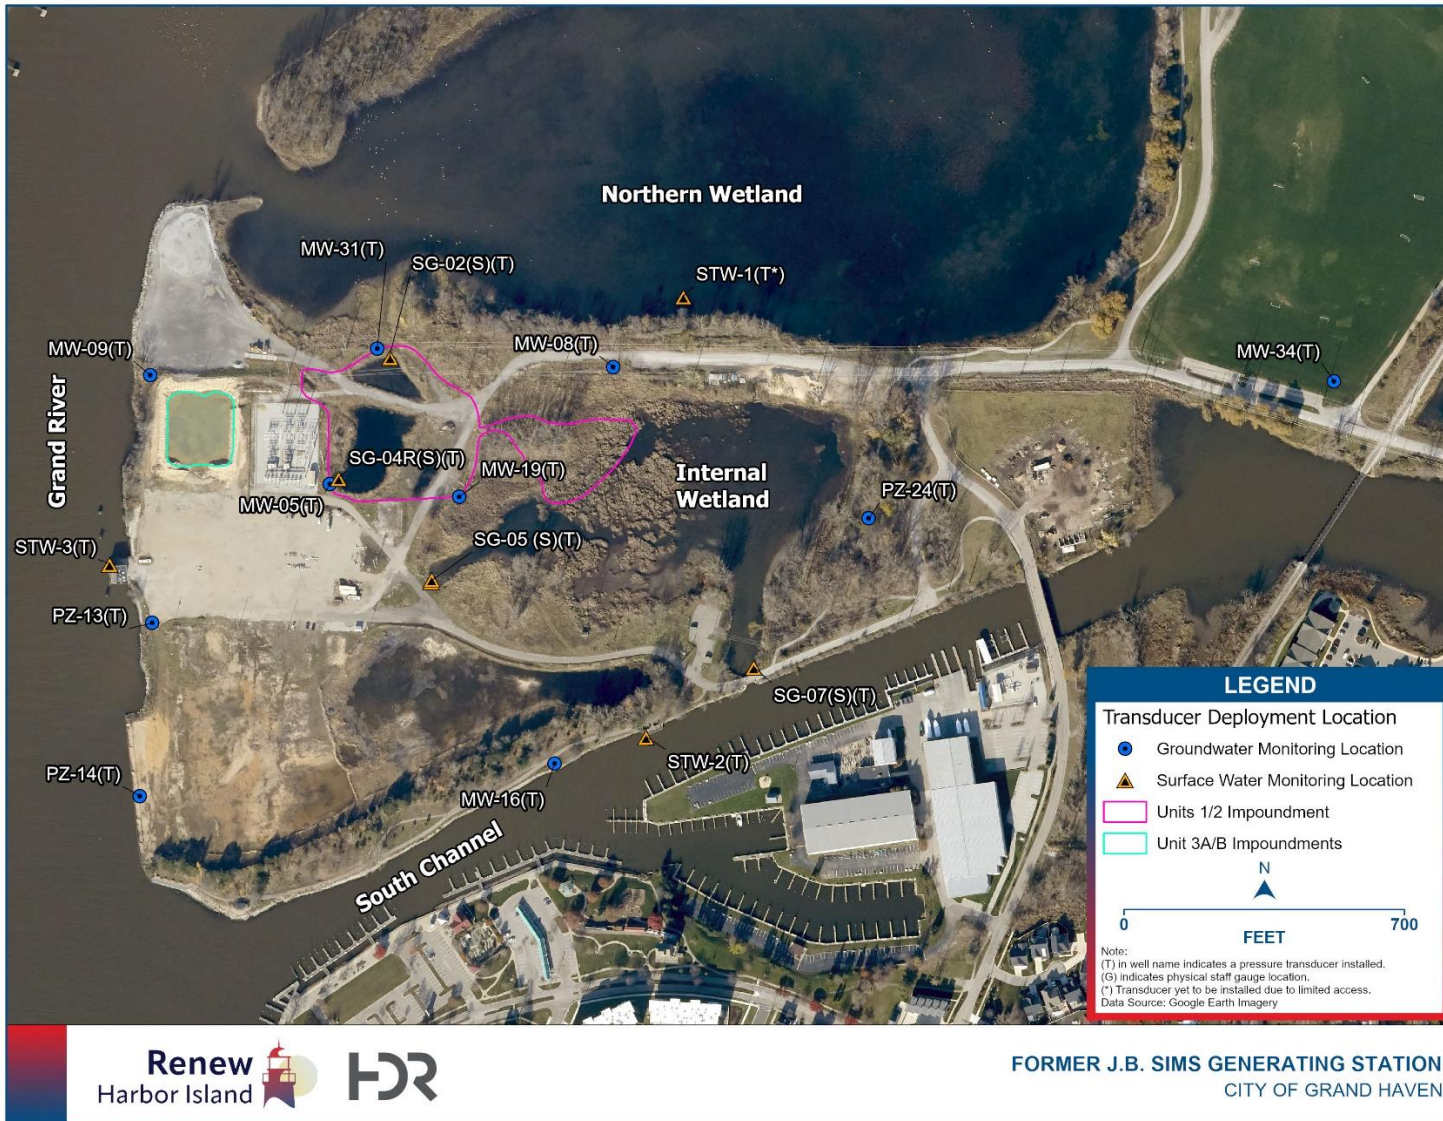 Northern Wetland
MW-31(T)
SG-02(S)(T)
STW-1(T*)
MW-09(T)
MW-08(T)
MW-34(T)
Grand River
SG-04R(S)(T)
MW-19(T)
Internal
Wetland
MW-05(T)
PZ-24(T)
STW-3(T)
SG-05 (S)(T)
PZ-13(T)
SG-07(S)(T)
STW-2(T)
PZ-14(T)
MW-16(T)
South Channel
LEGEND
Transducer Deployment Location
Groundwater Monitoring Location
Surface Water Monitoring Location
Units 1/2 Impoundment
Unit 3A/B Impoundments
N
0 700
FEET
Note:
(T) in well name indicates a pressure transducer installed.
(G) indicates physical staff gauge location.
(*) Transducer yet to be installed due to limited access.
Data Source: Google Earth Imagery
Renew
Harbor Island
HDR
FORMER J.B. SIMS GENERATING STATION
CITY OF GRAND HAVEN